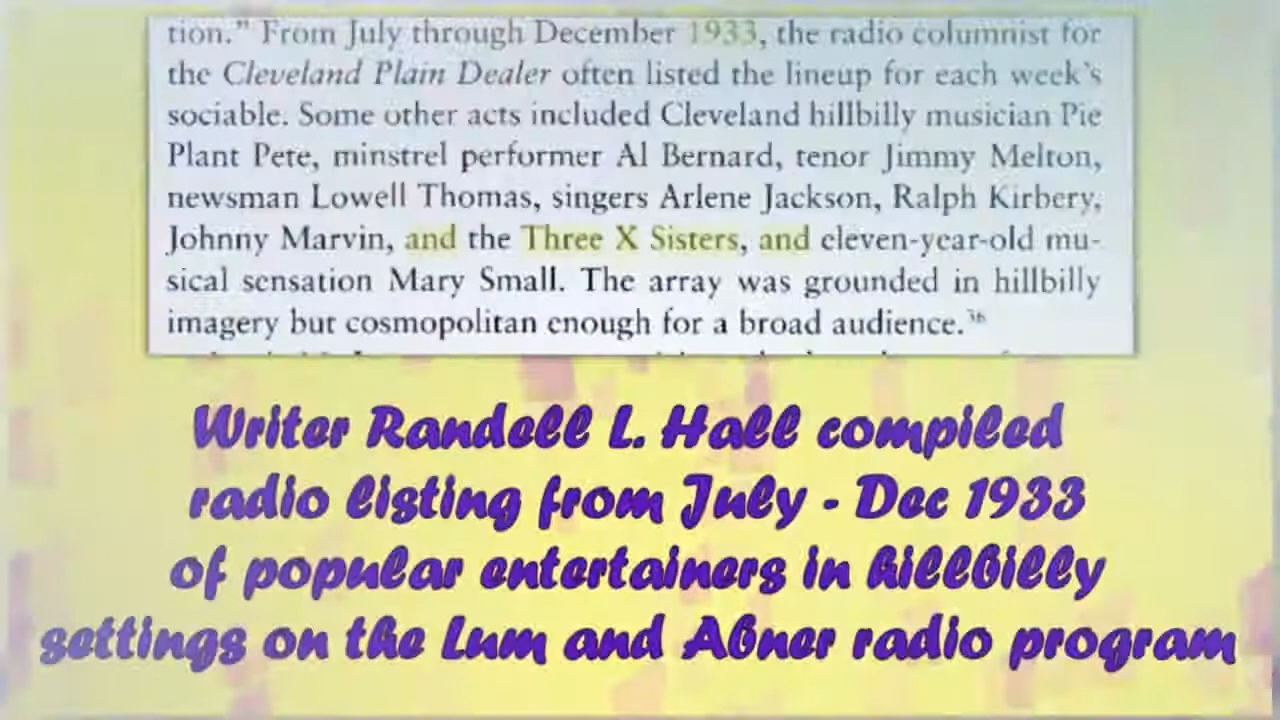 tion." From July through December 1933, the radio columnist for
the Cleveland Plain Dealer often listed the lineup for each week's
sociable. Some other acts included Cleveland hillbilly musician Pie
Plant Pete, minstrel performer Al Bernard, tenor Jimmy Melton,
newsman Lowell Thomas, singers Arlene Jackson, Ralph Kirbery,
Johnny Marvin, and the Three X Sisters, and eleven-year-old mu-
sical sensation Mary Small. The array was grounded in hillbilly
imagery but cosmopolitan enough for a broad audience.36
Writer Randell L. Hall compiled
radio listing from July - Dec 1933
of popular entertainers in hillbilly
settings on the Lum and Abner radio program